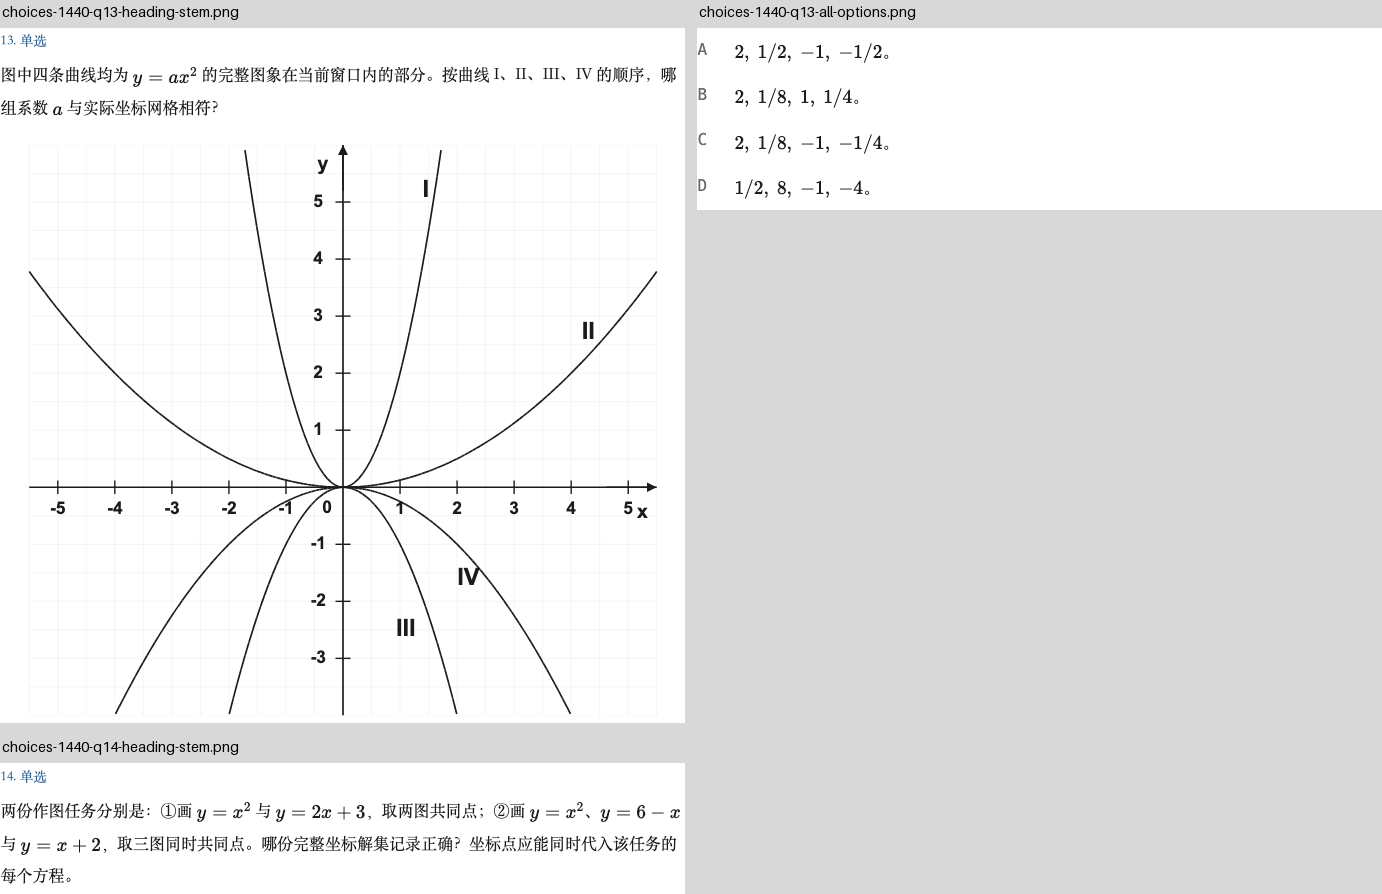 choices-1440-q13-heading-stem.png
13. 单选
图中四条曲线均为 y = ax² 的完整图象在当前窗口内的部分。按曲线 I、II、III、IV 的顺序，哪
组系数 a 与实际坐标网格相符?
y
I
5
4
3
II
2
1
-5 -4 -3 -2 -1 0 1 2 3 4 5 x
-1
IV
-2
III
-3
choices-1440-q14-heading-stem.png
14. 单选
两份作图任务分别是：①画 y = x² 与 y = 2x + 3，取两图共同点；②画 y = x²、y = 6 − x
与 y = x + 2，取三图同时共同点。哪份完整坐标解集记录正确？坐标点应能同时代入该任务的
每个方程。
choices-1440-q13-all-options.png
A 2, 1/2, −1, −1/2。
B 2, 1/8, 1, 1/4。
C 2, 1/8, −1, −1/4。
D 1/2, 8, −1, −4。